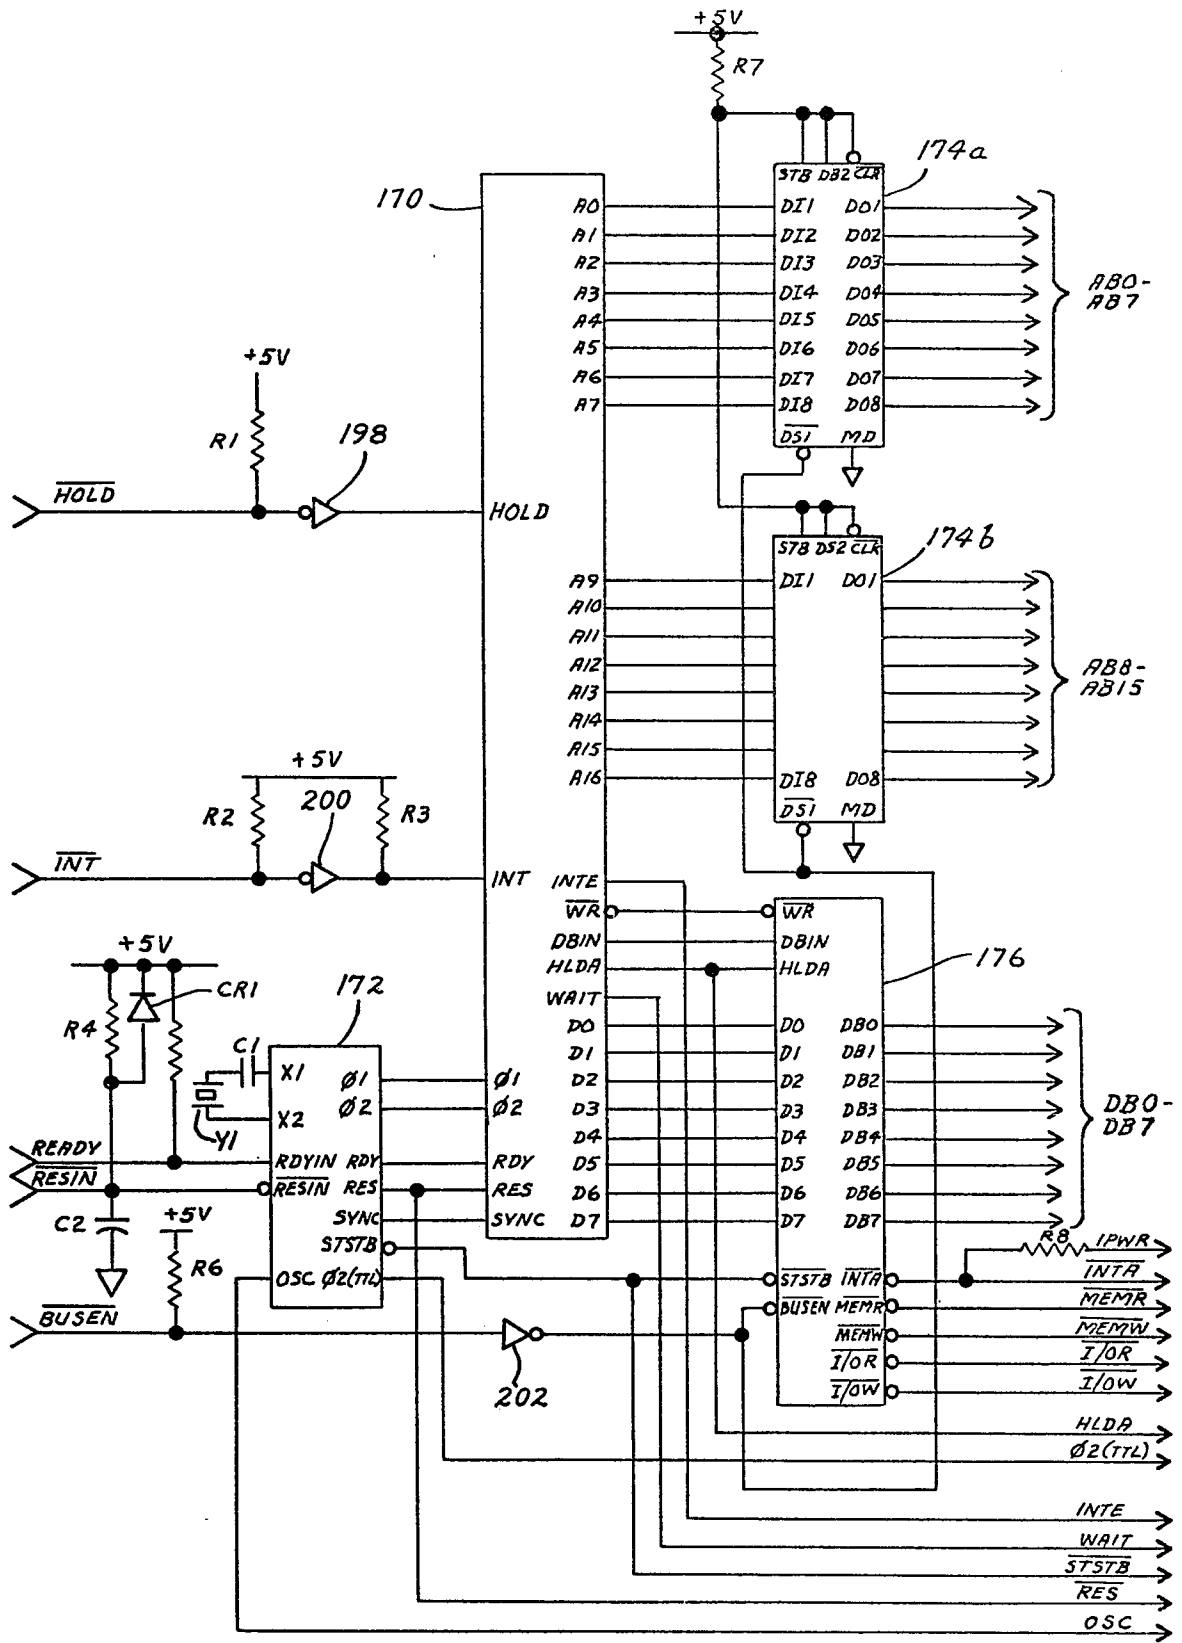 +5V
R7
174a
STB DB2 CLR
170
A0 DI1 DO1
A1 DI2 DO2
A2 DI3 DO3
A3 DI4 DO4
A4 DI5 DO5
A5 DI6 DO6
A6 DI7 DO7
A7 DI8 DO8
AB0-
AB7
DS1 MD
+5V
R1
198
HOLD
HOLD
174b
STB DS2 CLK
A9 DI1 DO1
A10
A11
A12
A13
A14
A15
A16 DI8 DO8
AB8-
AB15
DS1 MD
+5V
R2
200
R3
INT
INT
INTE
WR WR
DBIN DBIN
HLDA HLDA
WAIT
176
D0 D0 DB0
D1 D1 DB1
D2 D2 DB2
D3 D3 DB3
D4 D4 DB4
D5 D5 DB5
D6 D6 DB6
D7 D7 DB7
DB0-
DB7
+5V
CR1
R4
172
C1
X1 Ø1 Ø1
X2 Ø2 Ø2
Y1
READY
RDYIN RDY RDY
RESIN
RESIN RES RES
SYNC SYNC
STSTB
OSC Ø2(TTL)
C2
+5V
R6
BUSEN
202
R8 IPWR
STSTB INTA INTA
BUSEN MEMR MEMR
MEMW MEMW
I/OR I/OR
I/OW I/OW
HLDA
Ø2(TTL)
INTE
WAIT
STSTB
RES
OSC